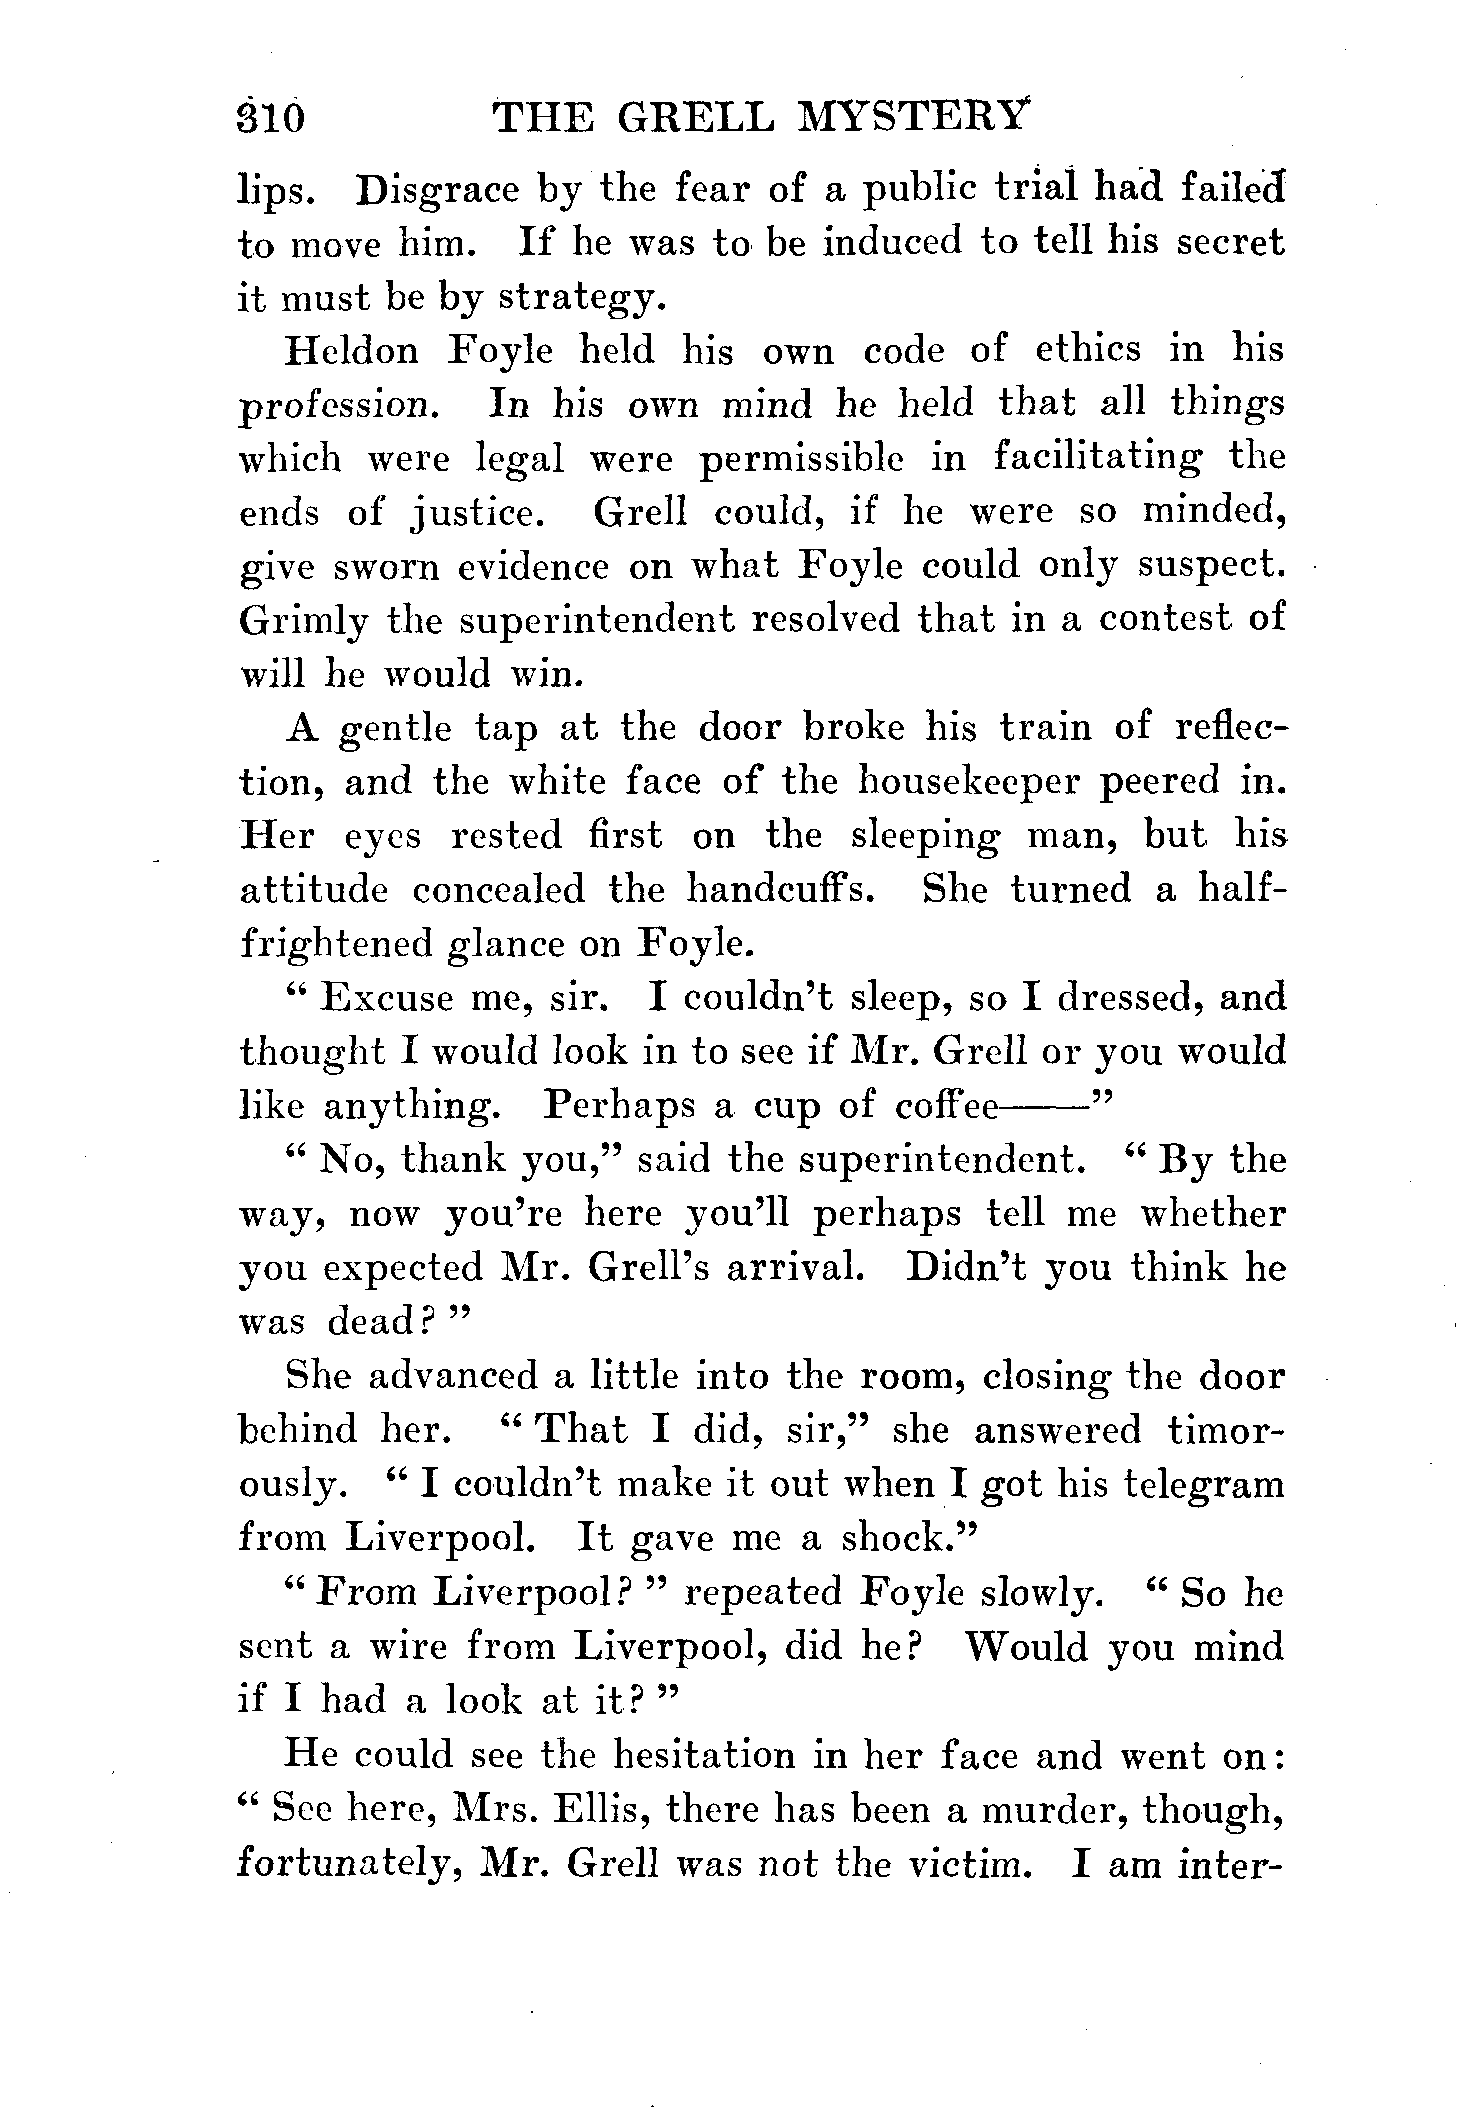 310 THE GRELL MYSTERY
lips. Disgrace by the fear of a public trial had failed
to move him. If he was to be induced to tell his secret
it must be by strategy.
Heldon Foyle held his own code of ethics in his
profession. In his own mind he held that all things
which were legal were permissible in facilitating the
ends of justice. Grell could, if he were so minded,
give sworn evidence on what Foyle could only suspect.
Grimly the superintendent resolved that in a contest of
will he would win.
A gentle tap at the door broke his train of reflec-
tion, and the white face of the housekeeper peered in.
Her eyes rested first on the sleeping man, but his
attitude concealed the handcuffs. She turned a half-
frightened glance on Foyle.
“ Excuse me, sir. I couldn’t sleep, so I dressed, and
thought I would look in to see if Mr. Grell or you would
like anything. Perhaps a cup of coffee——”
“ No, thank you,” said the superintendent. “ By the
way, now you’re here you’ll perhaps tell me whether
you expected Mr. Grell’s arrival. Didn’t you think he
was dead? ”
She advanced a little into the room, closing the door
behind her. “ That I did, sir,” she answered timor-
ously. “ I couldn’t make it out when I got his telegram
from Liverpool. It gave me a shock.”
“ From Liverpool? ” repeated Foyle slowly. “ So he
sent a wire from Liverpool, did he? Would you mind
if I had a look at it? ”
He could see the hesitation in her face and went on:
“ See here, Mrs. Ellis, there has been a murder, though,
fortunately, Mr. Grell was not the victim. I am inter-